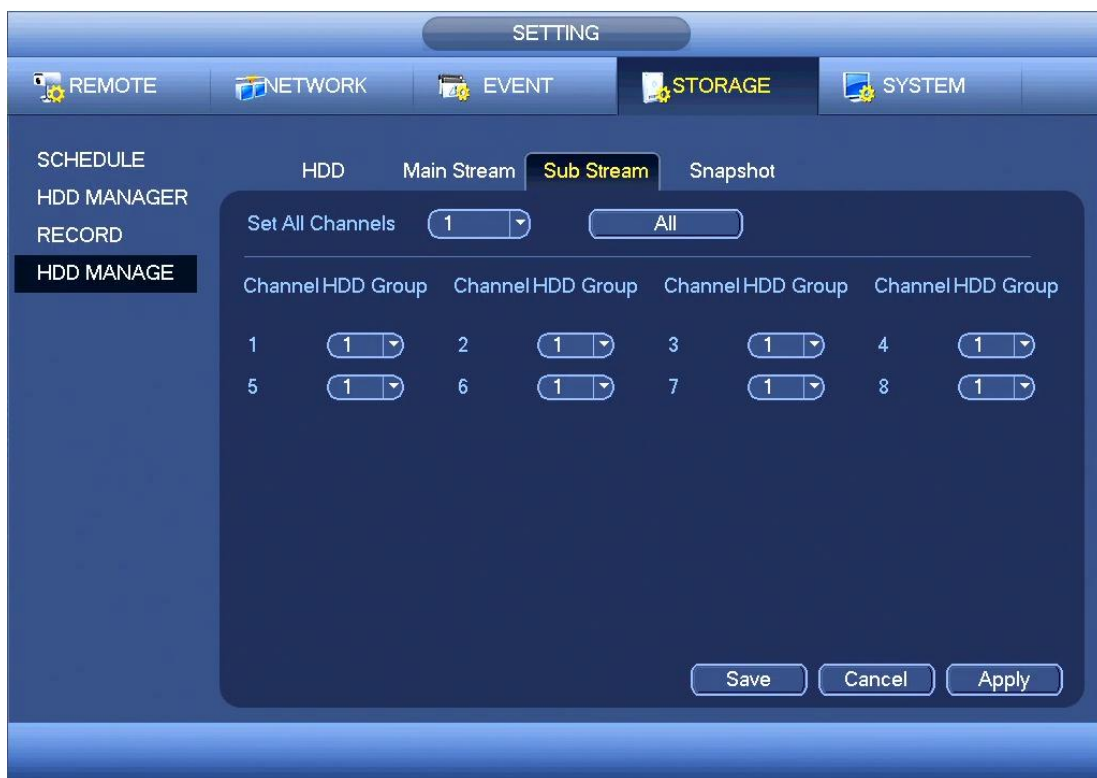 SETTING
REMOTE NETWORK EVENT STORAGE SYSTEM
SCHEDULE
HDD MANAGER
RECORD
HDD MANAGE
HDD Main Stream Sub Stream Snapshot
Set All Channels 1 All
Channel HDD Group Channel HDD Group Channel HDD Group Channel HDD Group
1 1 2 1 3 1 4 1
5 1 6 1 7 1 8 1
Save Cancel Apply